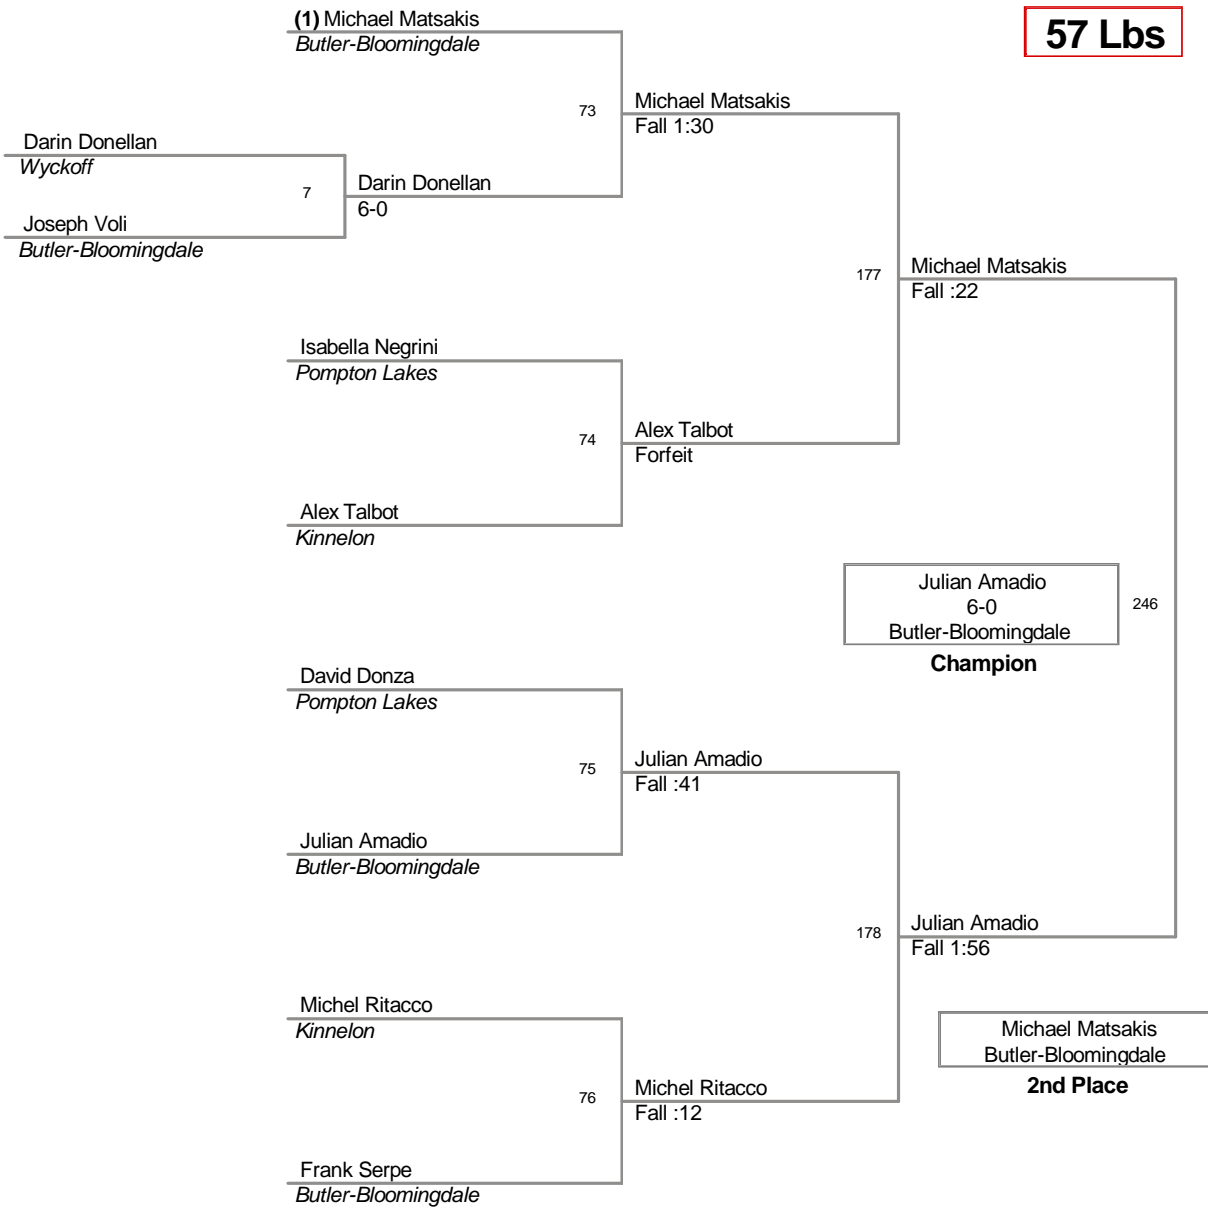 (1) Michael Matsakis
Butler-Bloomingdale
57 Lbs
73
Michael Matsakis
Fall 1:30
Darin Donellan
Wyckoff
7
Darin Donellan
6-0
Joseph Voli
Butler-Bloomingdale
177
Michael Matsakis
Fall :22
Isabella Negrini
Pompton Lakes
74
Alex Talbot
Forfeit
Alex Talbot
Kinnelon
Julian Amadio
6-0
Butler-Bloomingdale
246
Champion
David Donza
Pompton Lakes
75
Julian Amadio
Fall :41
Julian Amadio
Butler-Bloomingdale
178
Julian Amadio
Fall 1:56
Michel Ritacco
Kinnelon
Michael Matsakis
Butler-Bloomingdale
2nd Place
76
Michel Ritacco
Fall :12
Frank Serpe
Butler-Bloomingdale